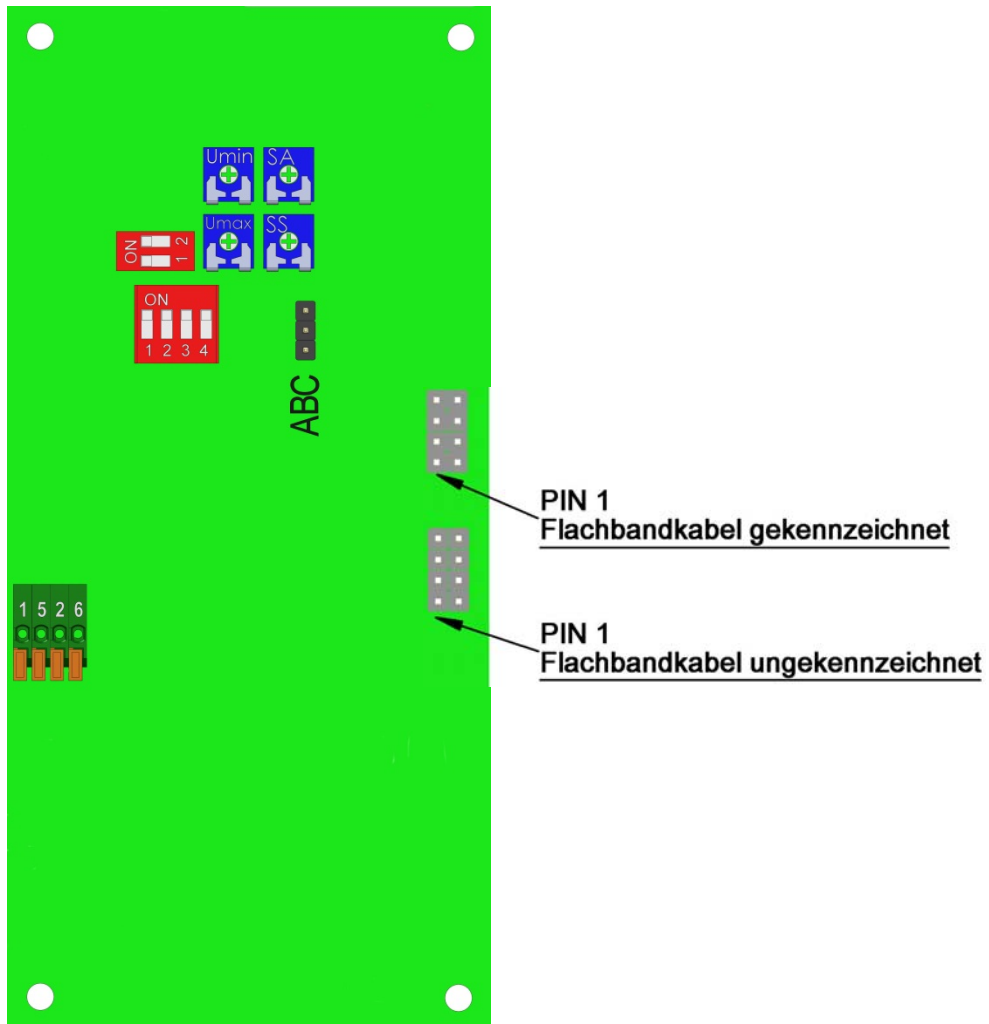 Umin SA
Umax SS
ON 1 2
ON
1 2 3 4
ABC
PIN 1
Flachbandkabel gekennzeichnet
1 5 2 6
PIN 1
Flachbandkabel ungekennzeichnet